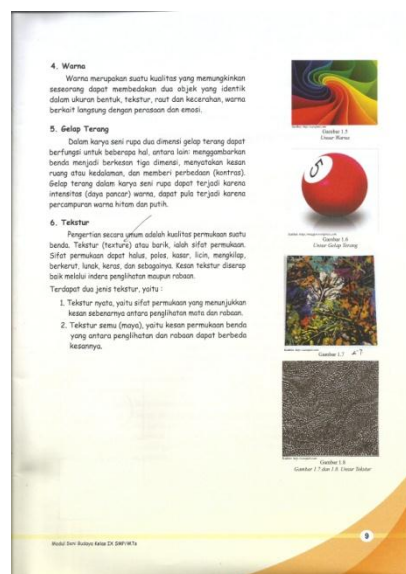 4. Warna
Warna merupakan suatu kualitas yang memungkinkan
seseorang dapat membedakan dua objek yang identik
dalam ukuran bentuk, tekstur, raut dan kecerahan, warna
berkait langsung dengan perasaan dan emosi.
5. Gelap Terang
Dalam karya seni rupa dua dimensi gelap terang dapat
berfungsi untuk beberapa hal, antara lain: menggambarkan
benda menjadi berkesan tiga dimensi, menyatakan kesan
ruang atau kedalaman, dan memberi perbedaan (kontras).
Gelap terang dalam karya seni rupa dapat terjadi karena
intensitas (daya pancar) warna, dapat pula terjadi karena
percampuran warna hitam dan putih.
6. Tekstur
Pengertian secara umum adalah kualitas permukaan suatu
benda. Tekstur (texture) atau barik, ialah sifat permukaan.
Sifat permukaan dapat halus, polos, kasar, licin, mengkilap,
berkerut, lunak, keras, dan sebagainya. Kesan tekstur diserap
baik melalui indera penglihatan maupun rabaan.
Terdapat dua jenis tekstur, yaitu :
1. Tekstur nyata, yaitu sifat permukaan yang menunjukkan
kesan sebenarnya antara penglihatan mata dan rabaan.
2. Tekstur semu (maya), yaitu kesan permukaan benda
yang antara penglihatan dan rabaan dapat berbeda
kesannya.
Gambar 1.5
Unsur Warna
5
Gambar 1.6
Unsur Gelap Terang
Gambar 1.7
Gambar 1.8
Gambar 1.7 dan 1.8. Unsur Tekstur
Modul Seni Budaya Kelas IX SMP/MTs
9